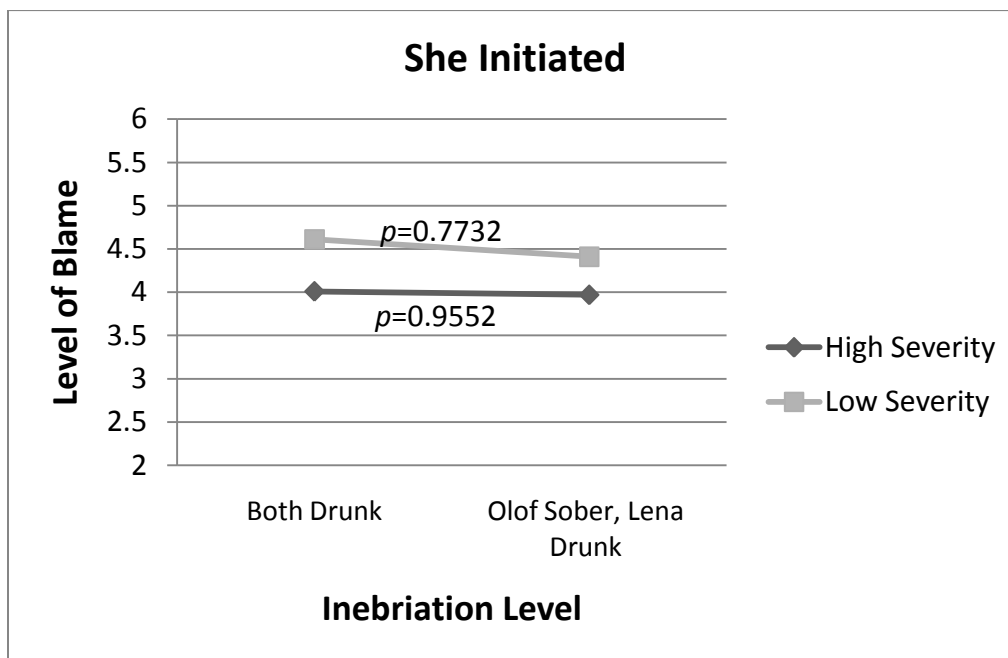 She Initiated
6
5.5
5
4.5
4
3.5
3
2.5
2
Level of Blame
p=0.7732
p=0.9552
High Severity
Low Severity
Both Drunk
Olof Sober, Lena
Drunk
Inebriation Level